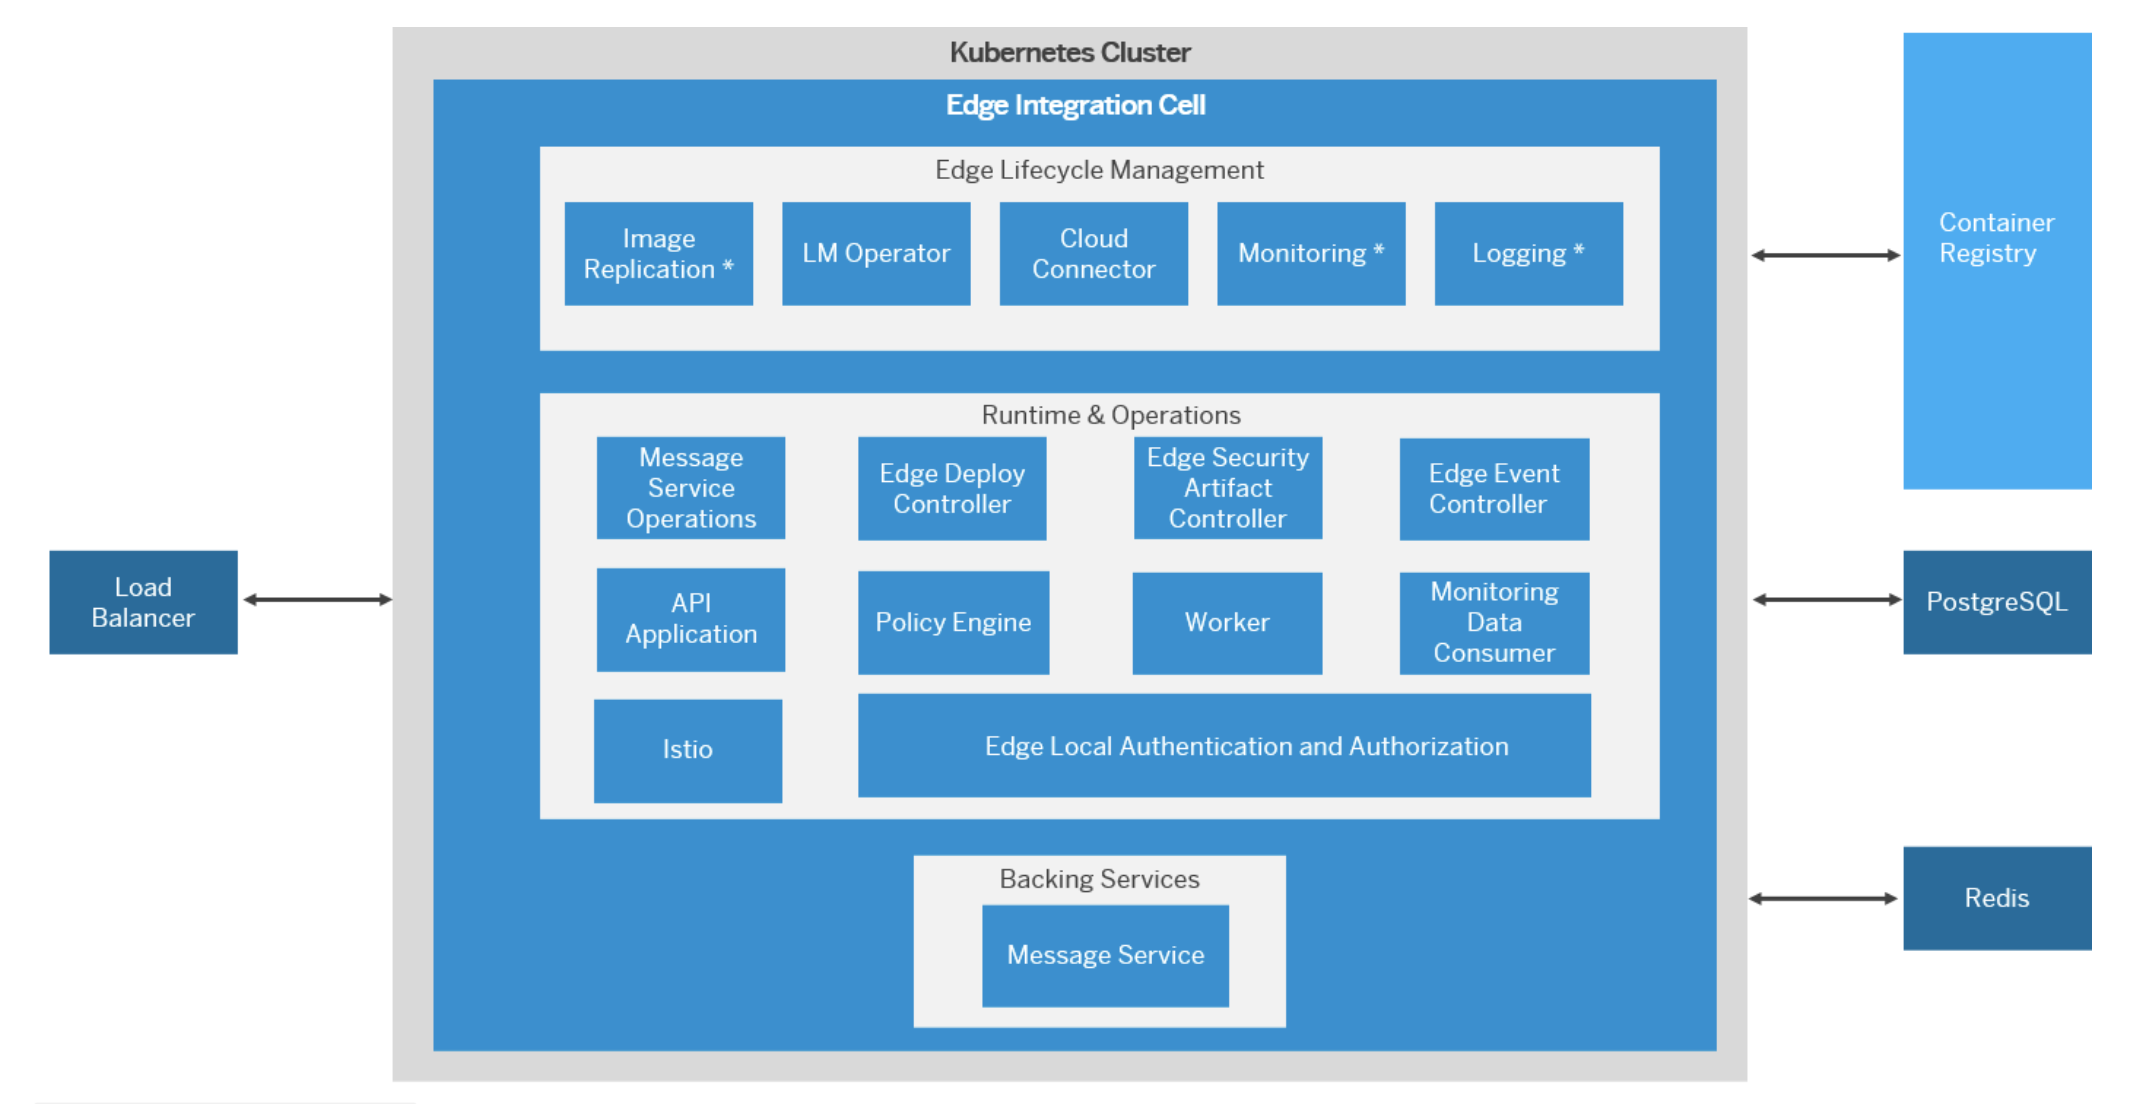 Kubernetes Cluster
Edge Integration Cell
Edge Lifecycle Management
Image
Replication *
LM Operator
Cloud
Connector
Monitoring *
Logging *
Container
Registry
Runtime & Operations
Message
Service
Operations
Edge Deploy
Controller
Edge Security
Artifact
Controller
Edge Event
Controller
Load
Balancer
API
Application
Policy Engine
Worker
Monitoring
Data
Consumer
PostgreSQL
Istio
Edge Local Authentication and Authorization
Backing Services
Message Service
Redis